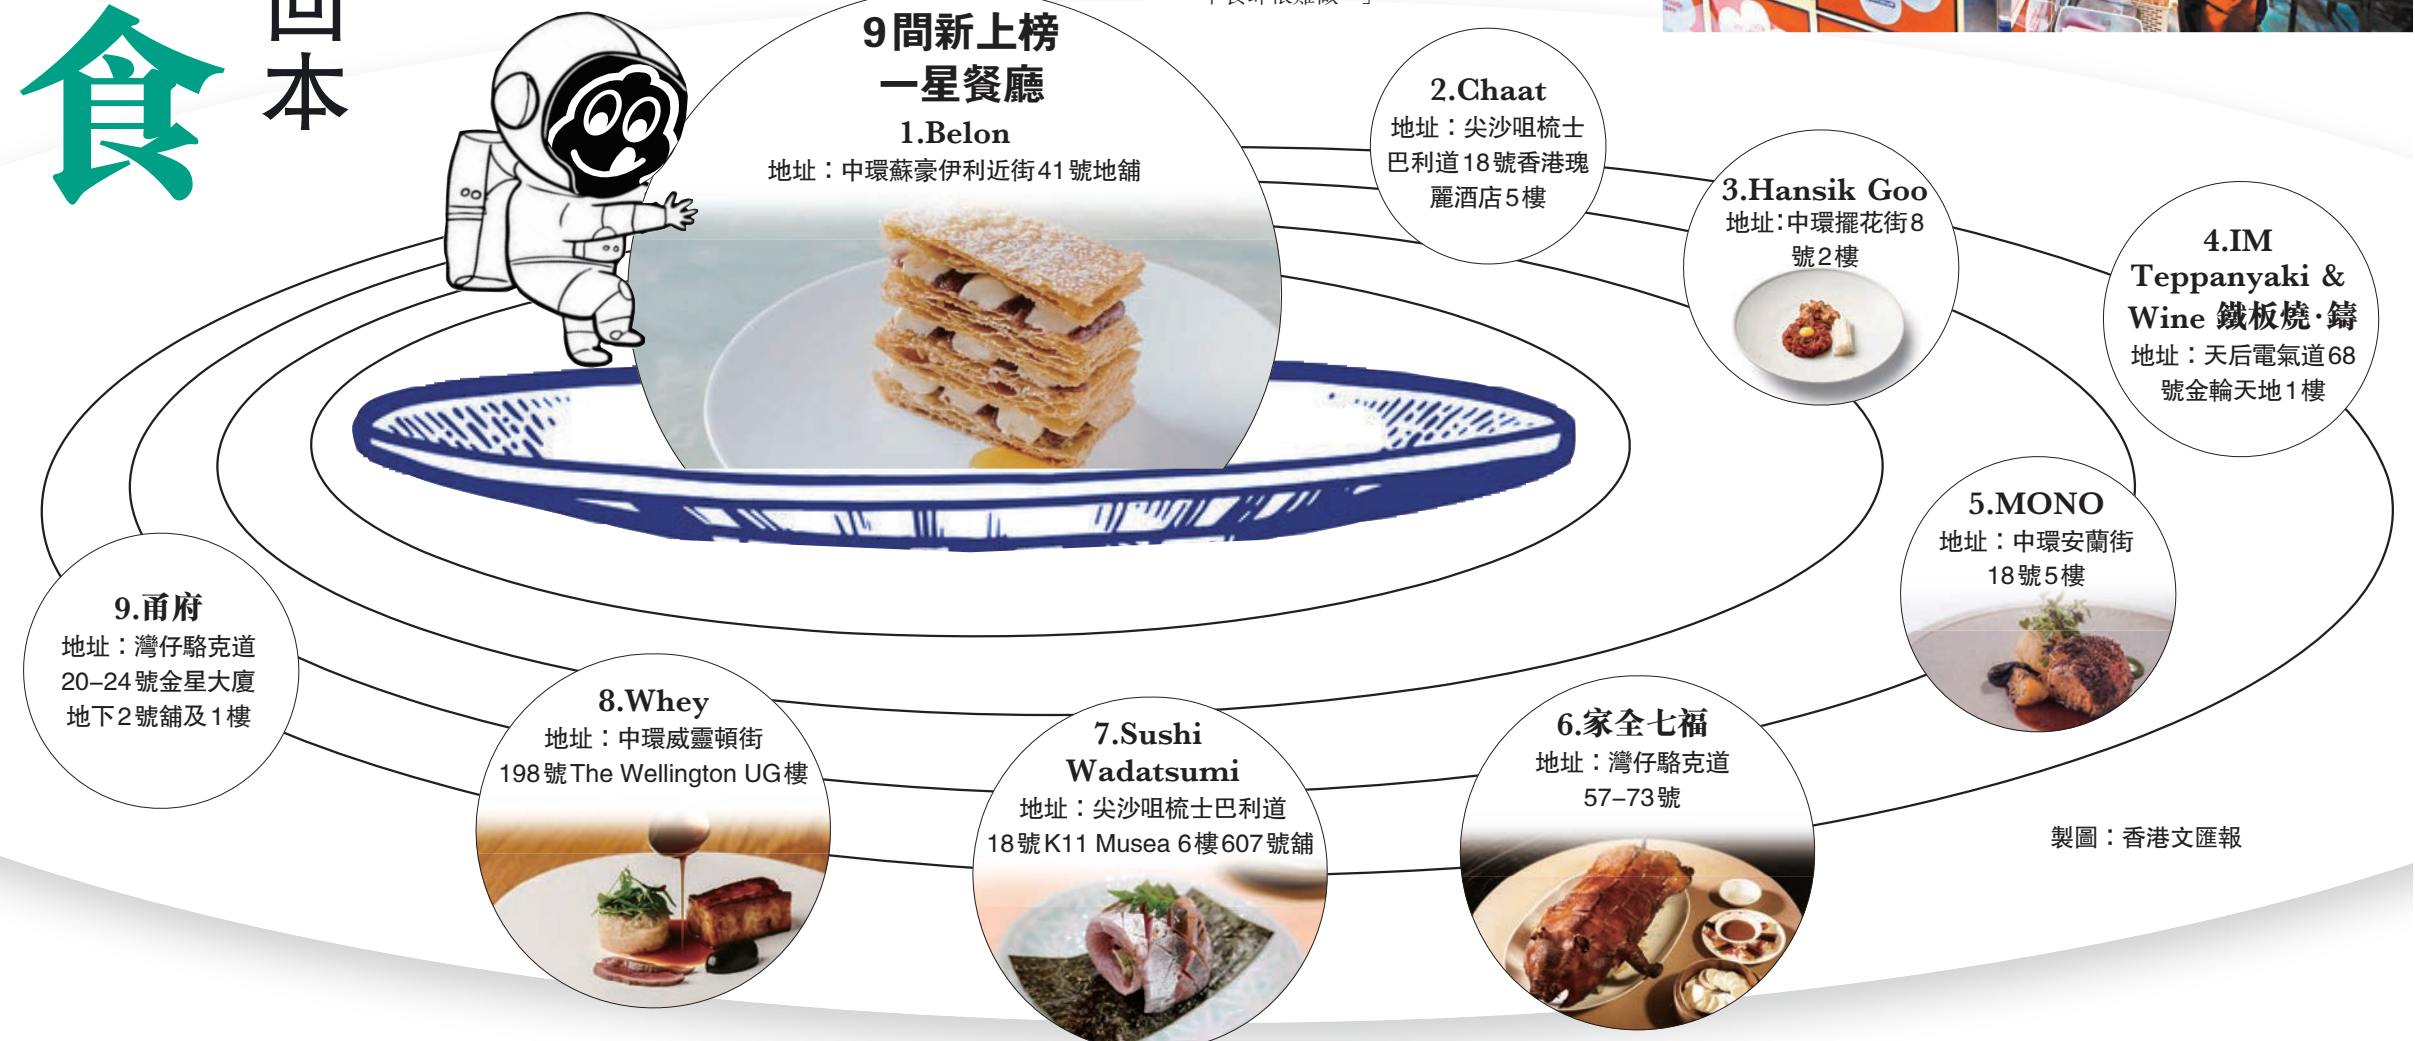 食
回本
9間新上榜
一星餐廳
1.Belon
地址：中環蘇豪伊利近街41號地舖
2.Chaat
地址：尖沙咀梳士
巴利道18號香港瑰
麗酒店5樓
3.Hansik Goo
地址：中環擺花街8
號2樓
4.IM
Teppanyaki &
Wine 鐵板燒·鑄
地址：天后電氣道68
號金輪天地1樓
5.MONO
地址：中環安蘭街
18號5樓
6.家全七福
地址：灣仔駱克道
57–73號
7.Sushi
Wadatsumi
地址：尖沙咀梳士巴利道
18號K11 Musea 6樓607號舖
8.Whey
地址：中環威靈頓街
198號The Wellington UG樓
9.甬府
地址：灣仔駱克道
20–24號金星大廈
地下2號舖及1樓
製圖：香港文匯報